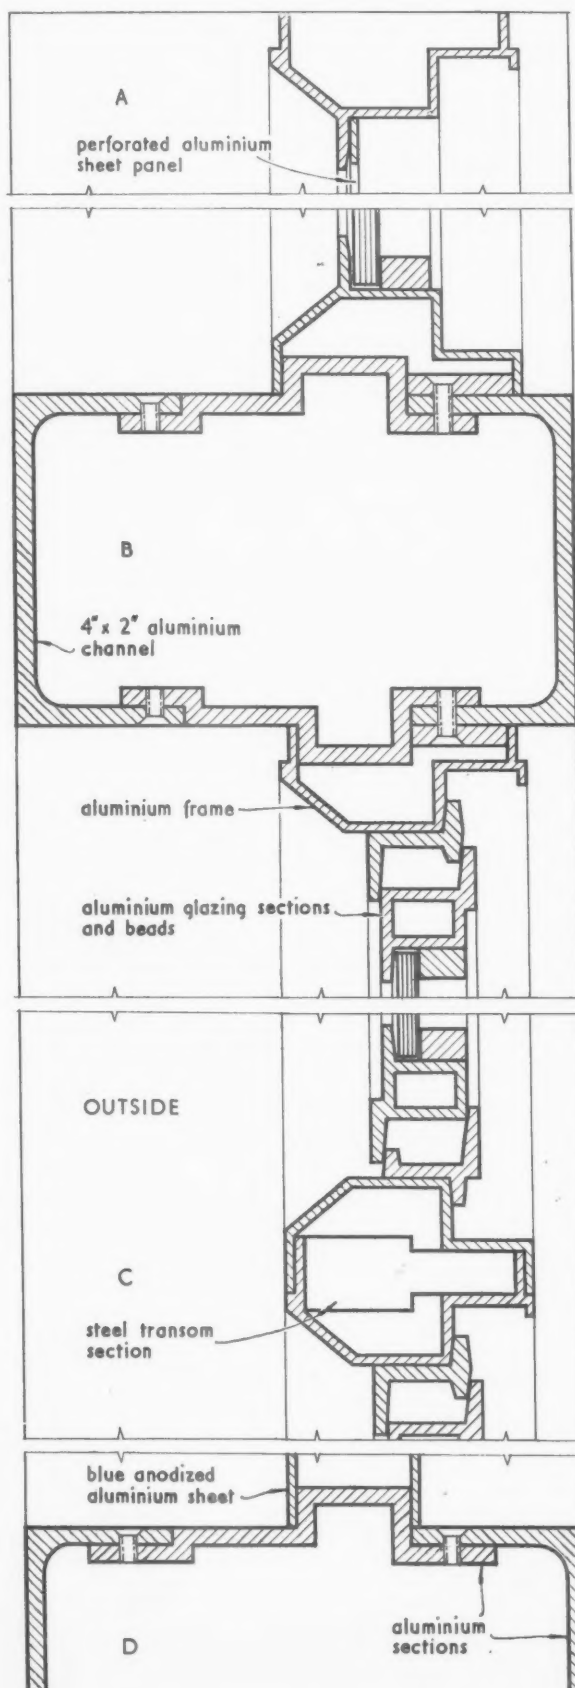 A
perforated aluminium
sheet panel
B
4" x 2" aluminium
channel
aluminium frame
aluminium glazing sections
and beads
OUTSIDE
C
steel transom
section
blue anodized
aluminium sheet
aluminium
sections
D